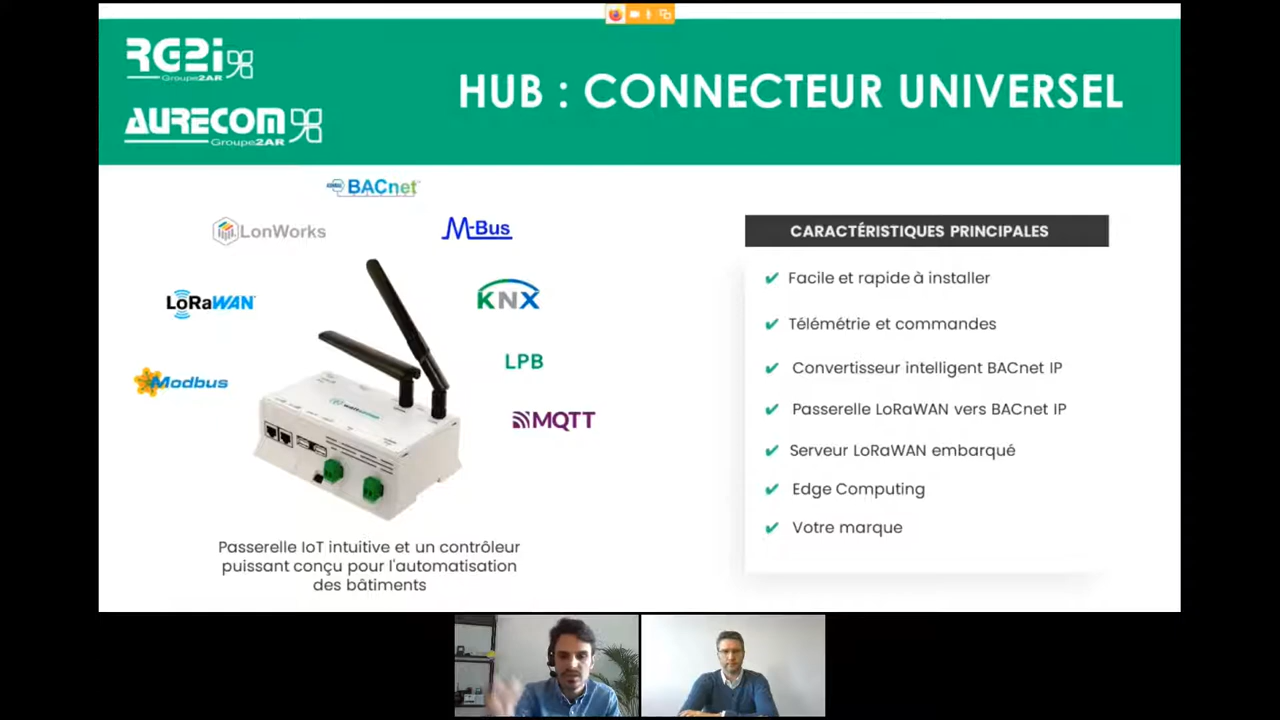 RG2i
Groupe2AR
AURECOM
Groupe2AR
HUB : CONNECTEUR UNIVERSEL
BACnet
LonWorks
M-Bus
LoRaWAN
KNX
LPB
Modbus
MQTT
Passerelle IoT intuitive et un contrôleur
puissant conçu pour l'automatisation
des bâtiments
CARACTÉRISTIQUES PRINCIPALES
Facile et rapide à installer
Télémétrie et commandes
Convertisseur intelligent BACnet IP
Passerelle LoRaWAN vers BACnet IP
Serveur LoRaWAN embarqué
Edge Computing
Votre marque